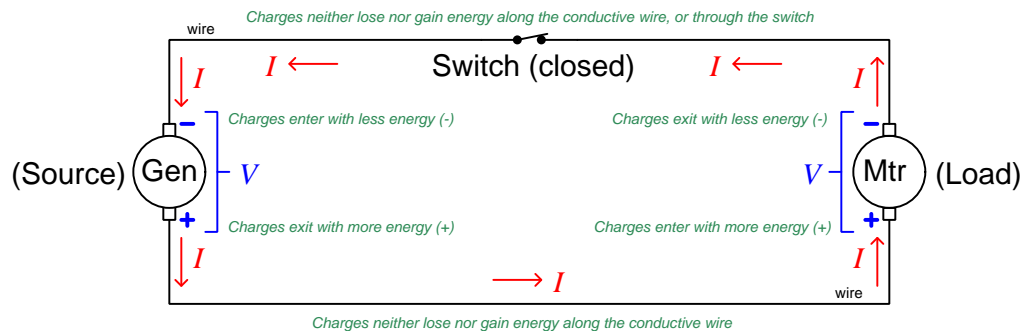 Charges neither lose nor gain energy along the conductive wire, or through the switch
wire
I I I I
Switch (closed)
- Charges enter with less energy (-) Charges exit with less energy (-) -
(Source) Gen V V Mtr (Load)
+ Charges exit with more energy (+) Charges enter with more energy (+) +
I I I
wire
Charges neither lose nor gain energy along the conductive wire